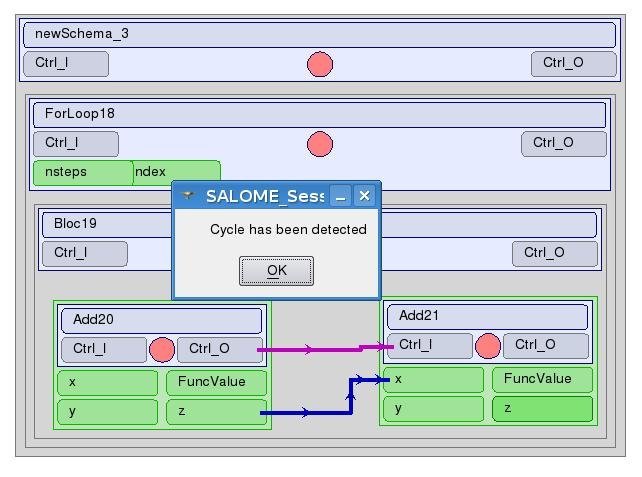 newSchema_3
Ctrl_I
Ctrl_O
ForLoop18
Ctrl_I
Ctrl_O
nsteps
ndex
SALOME_Sess
Bloc19
Cycle has been detected
Ctrl_I
Ctrl_O
OK
Add20
Add21
Ctrl_I
Ctrl_O
Ctrl_I
Ctrl_O
x
FuncValue
x
FuncValue
y
z
y
z